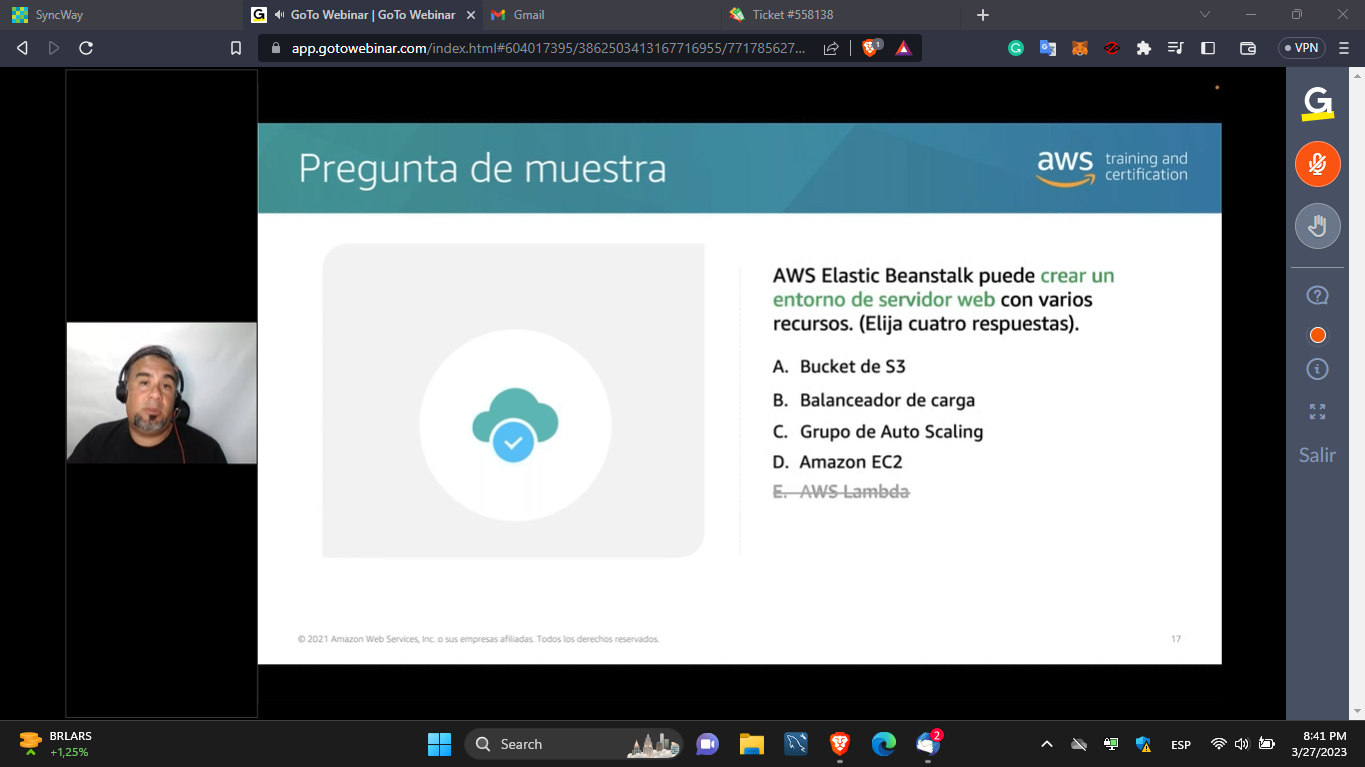 SyncWay
GoTo Webinar | GoTo Webinar
Gmail
Ticket #558138
app.gotowebinar.com/index.html#604017395/3862503413167716955/771785627...
1
VPN
Pregunta de muestra
aws training and certification
AWS Elastic Beanstalk puede crear un
entorno de servidor web con varios
recursos. (Elija cuatro respuestas).
A. Bucket de S3
B. Balanceador de carga
C. Grupo de Auto Scaling
D. Amazon EC2
E. AWS Lambda
© 2021 Amazon Web Services, Inc. o sus empresas afiliadas. Todos los derechos reservados.
17
G
Salir
BRLARS
+1,25%
Search
2
ESP
8:41 PM
3/27/2023